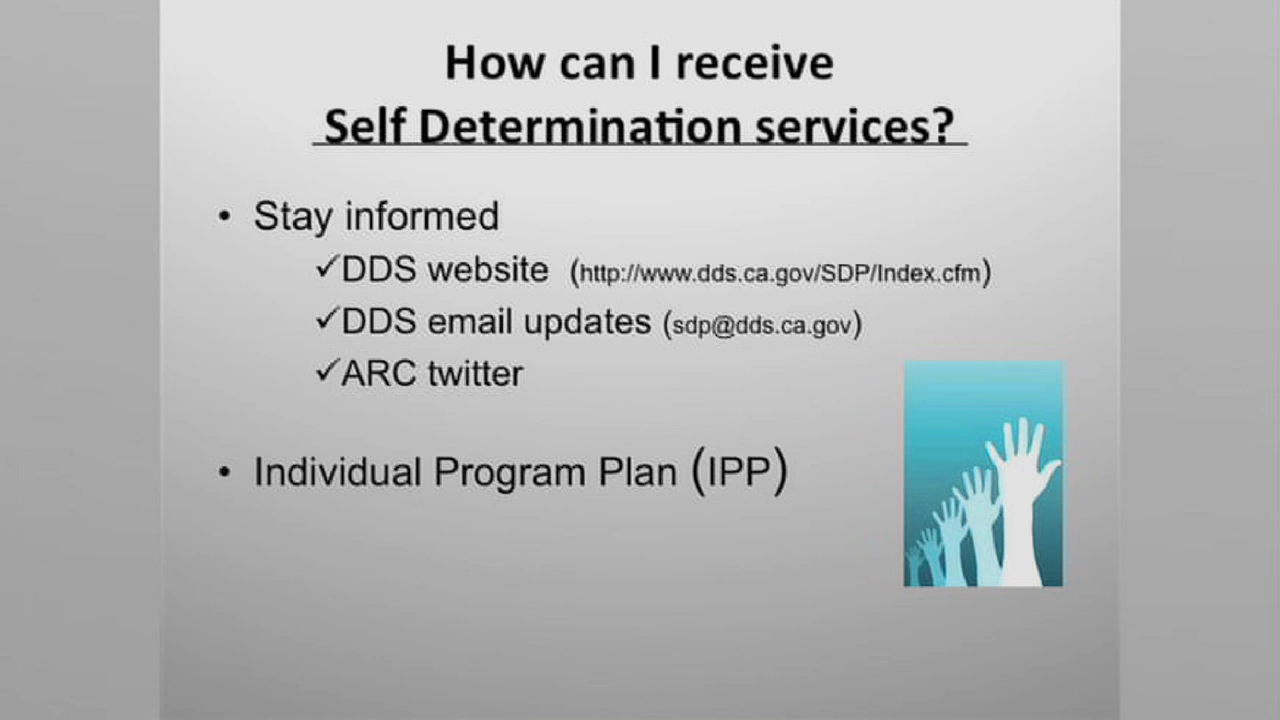 How can I receive
Self Determination services?
• Stay informed
✓DDS website (http://www.dds.ca.gov/SDP/Index.cfm)
✓DDS email updates (sdp@dds.ca.gov)
✓ARC twitter
• Individual Program Plan (IPP)